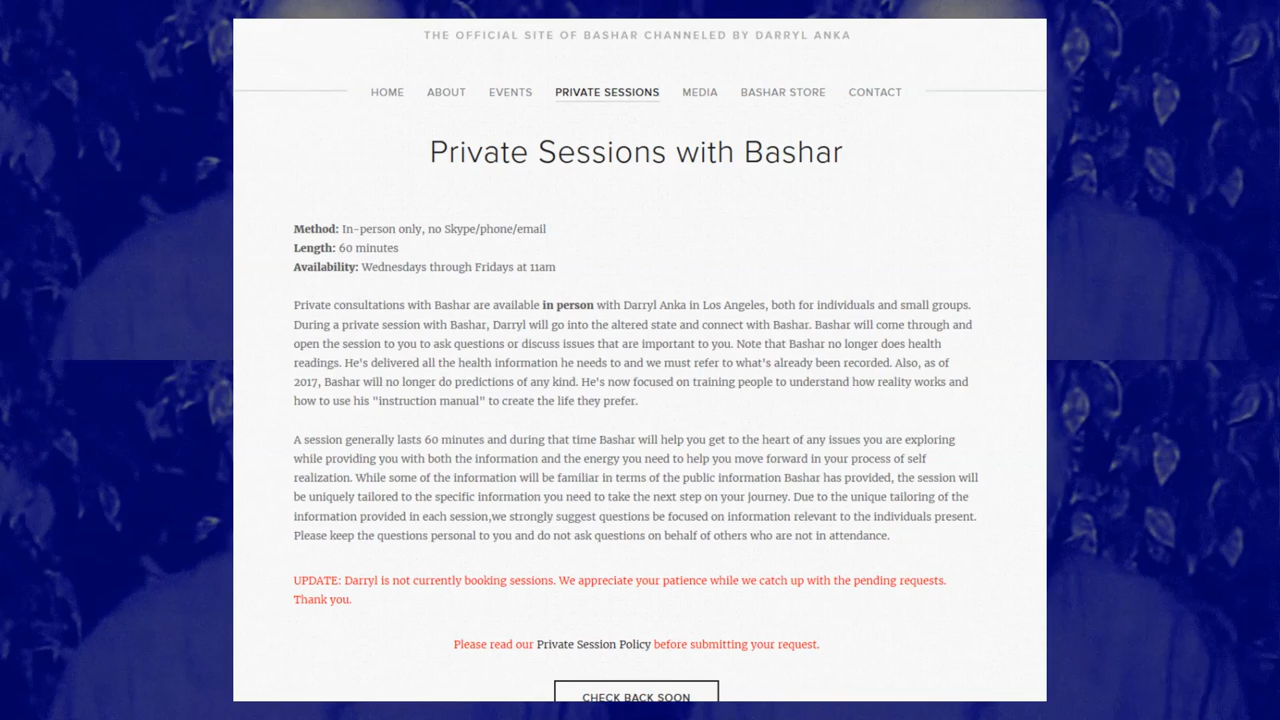 THE OFFICIAL SITE OF BASHAR CHANNELED BY DARRYL ANKA
HOME ABOUT EVENTS PRIVATE SESSIONS MEDIA BASHAR STORE CONTACT
Private Sessions with Bashar
Method: In-person only, no Skype/phone/email
Length: 60 minutes
Availability: Wednesdays through Fridays at 11am
Private consultations with Bashar are available in person with Darryl Anka in Los Angeles, both for individuals and small groups.
During a private session with Bashar, Darryl will go into the altered state and connect with Bashar. Bashar will come through and
open the session to you to ask questions or discuss issues that are important to you. Note that Bashar no longer does health
readings. He's delivered all the health information he needs to and we must refer to what's already been recorded. Also, as of
2017, Bashar will no longer do predictions of any kind. He's now focused on training people to understand how reality works and
how to use his "instruction manual" to create the life they prefer.
A session generally lasts 60 minutes and during that time Bashar will help you get to the heart of any issues you are exploring
while providing you with both the information and the energy you need to help you move forward in your process of self
realization. While some of the information will be familiar in terms of the public information Bashar has provided, the session will
be uniquely tailored to the specific information you need to take the next step on your journey. Due to the unique tailoring of the
information provided in each session,we strongly suggest questions be focused on information relevant to the individuals present.
Please keep the questions personal to you and do not ask questions on behalf of others who are not in attendance.
UPDATE: Darryl is not currently booking sessions. We appreciate your patience while we catch up with the pending requests.
Thank you.
Please read our Private Session Policy before submitting your request.
CHECK BACK SOON